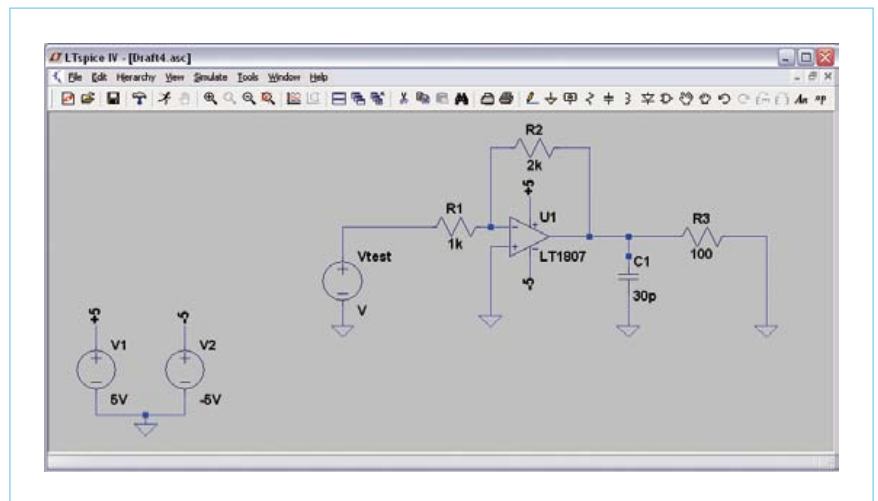 LTspice IV - [Draft4.asc]
File Edit Hierarchy View Simulate Tools Window Help
R2
2k
+5
R1
1k
U1
LT1807
-5
R3
100
Vtest
V
C1
30p
+5
-5
V1
5V
V2
-5V